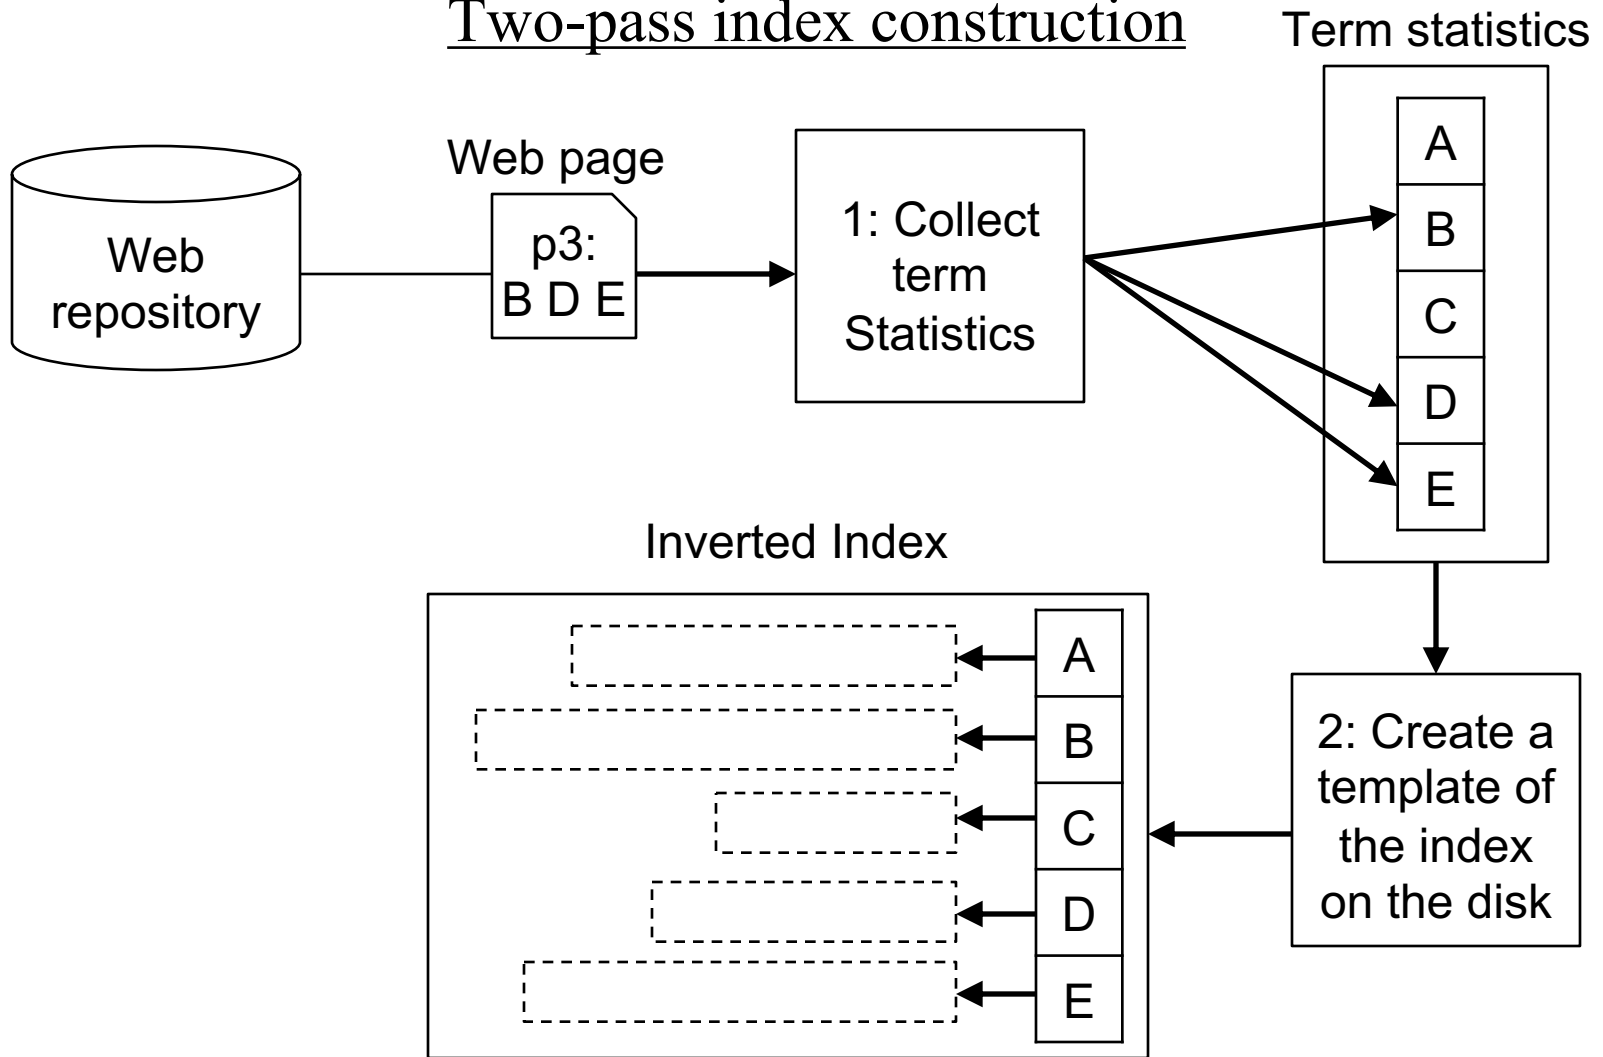 Two-pass index construction
Term statistics
Web page
Web
repository
p3:
B D E
1: Collect
term
Statistics
A
B
C
D
E
Inverted Index
A
B
C
D
E
2: Create a
template of
the index
on the disk